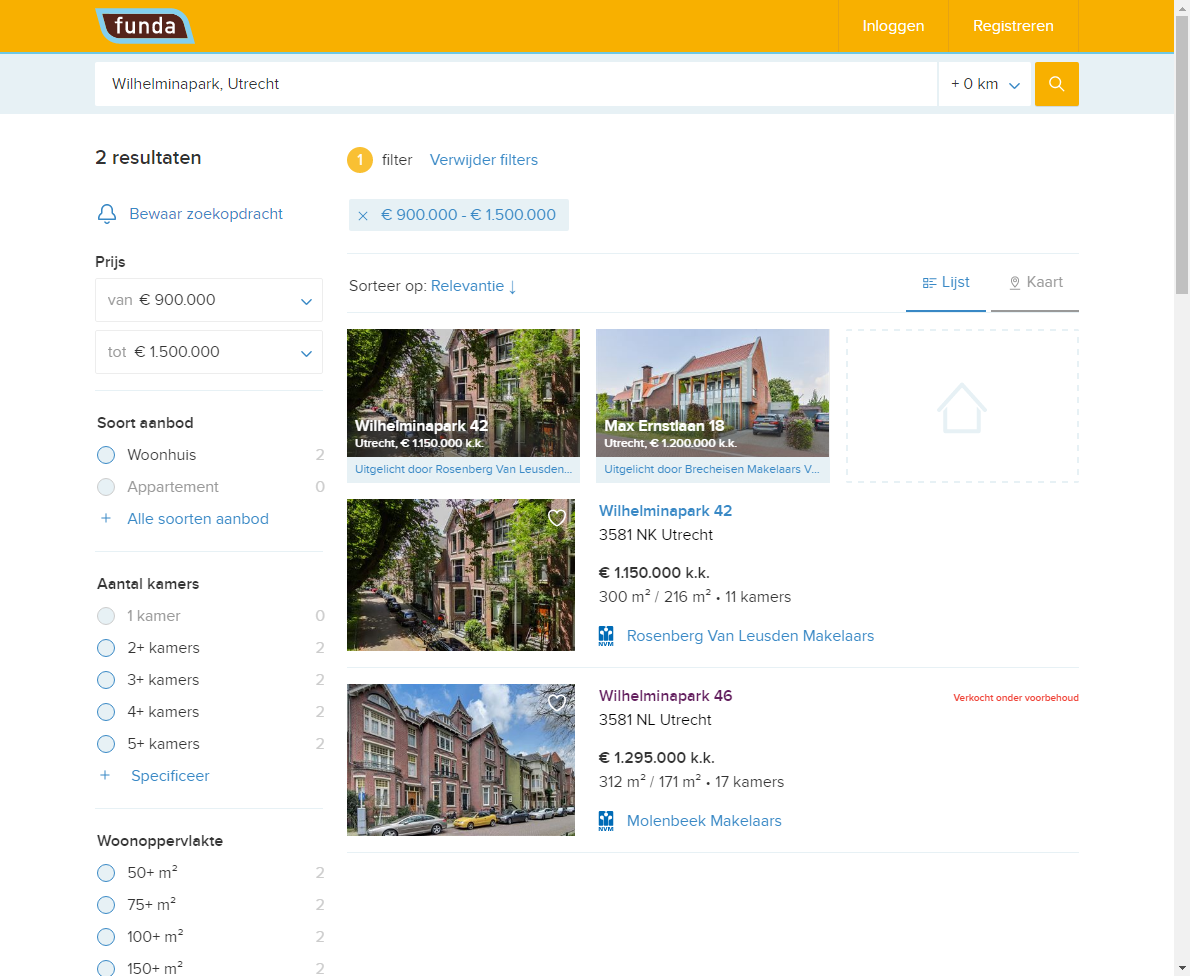 funda
Inloggen
Registreren
Wilhelminapark, Utrecht
+ 0 km
2 resultaten
1 filter Verwijder filters
Bewaar zoekopdracht
€ 900.000 - € 1.500.000
Prijs
van € 900.000
tot € 1.500.000
Sorteer op: Relevantie ↓
Lijst
Kaart
Wilhelminapark 42
Utrecht, € 1.150.000 k.k.
Uitgelicht door Rosenberg Van Leusden...
Max Ernstlaan 18
Utrecht, € 1.200.000 k.k.
Uitgelicht door Brecheisen Makelaars V...
Soort aanbod
Woonhuis 2
Appartement 0
+ Alle soorten aanbod
Aantal kamers
1 kamer 0
2+ kamers 2
3+ kamers 2
4+ kamers 2
5+ kamers 2
+ Specificeer
Woonoppervlakte
50+ m² 2
75+ m² 2
100+ m² 2
150+ m² 2
Wilhelminapark 42
3581 NK Utrecht
€ 1.150.000 k.k.
300 m² / 216 m² • 11 kamers
NVM
Rosenberg Van Leusden Makelaars
Wilhelminapark 46
Verkocht onder voorbehoud
3581 NL Utrecht
€ 1.295.000 k.k.
312 m² / 171 m² • 17 kamers
NVM
Molenbeek Makelaars